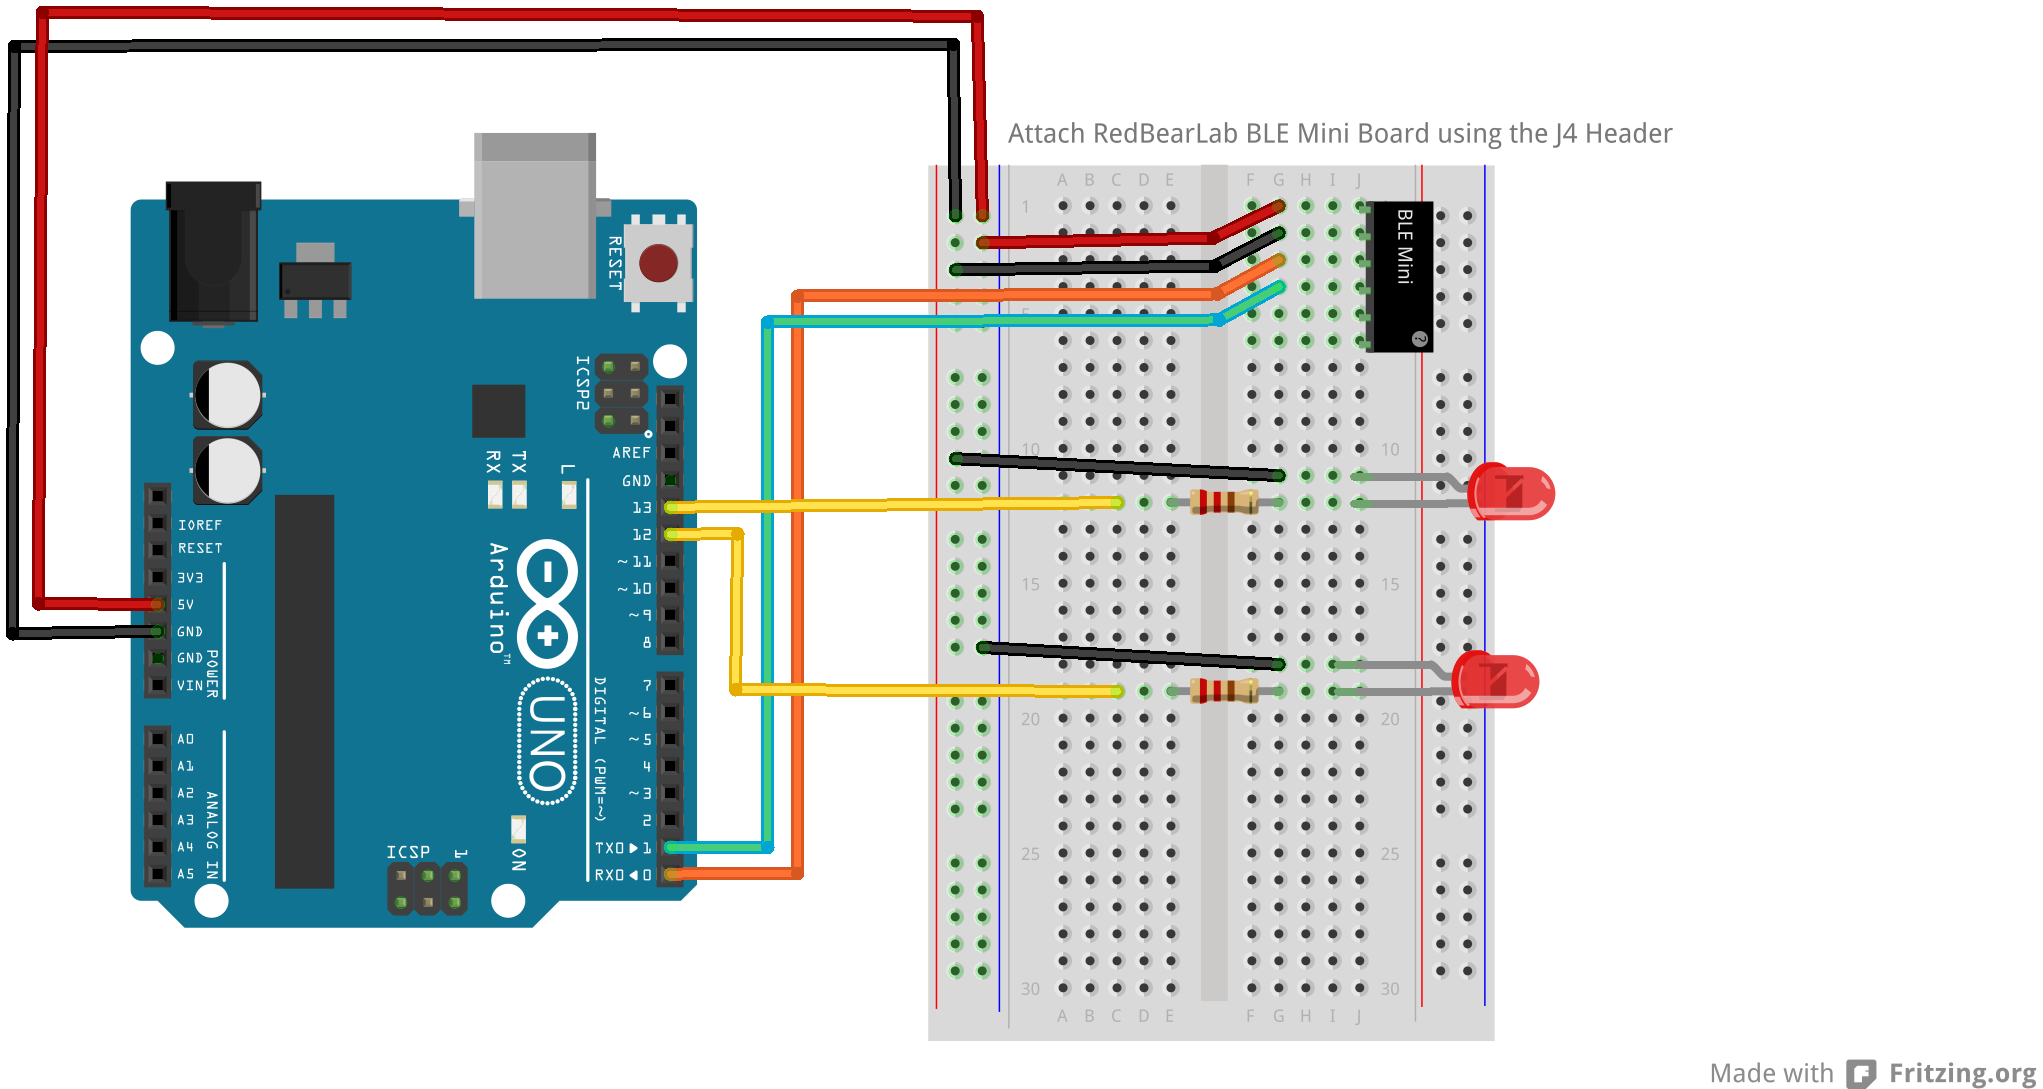 Attach RedBearLab BLE Mini Board using the J4 Header
A B C D E F G H I J
1
5
10 10
15 15
20 20
25 25
30 30
A B C D E F G H I J
BLE Mini
?
RESET
ICSP2
AREF
GND
13
12
~11
~10
~9
8
7
~6
~5
4
~3
2
TX0▶1
RX0◀0
DIGITAL (PWM=~)
RX
TX
L
Arduino™
UNO
ON
ICSP
1
IOREF
RESET
3V3
5V
GND
GND
VIN
POWER
A0
A1
A2
A3
A4
A5
ANALOG IN
Made with Fritzing.org